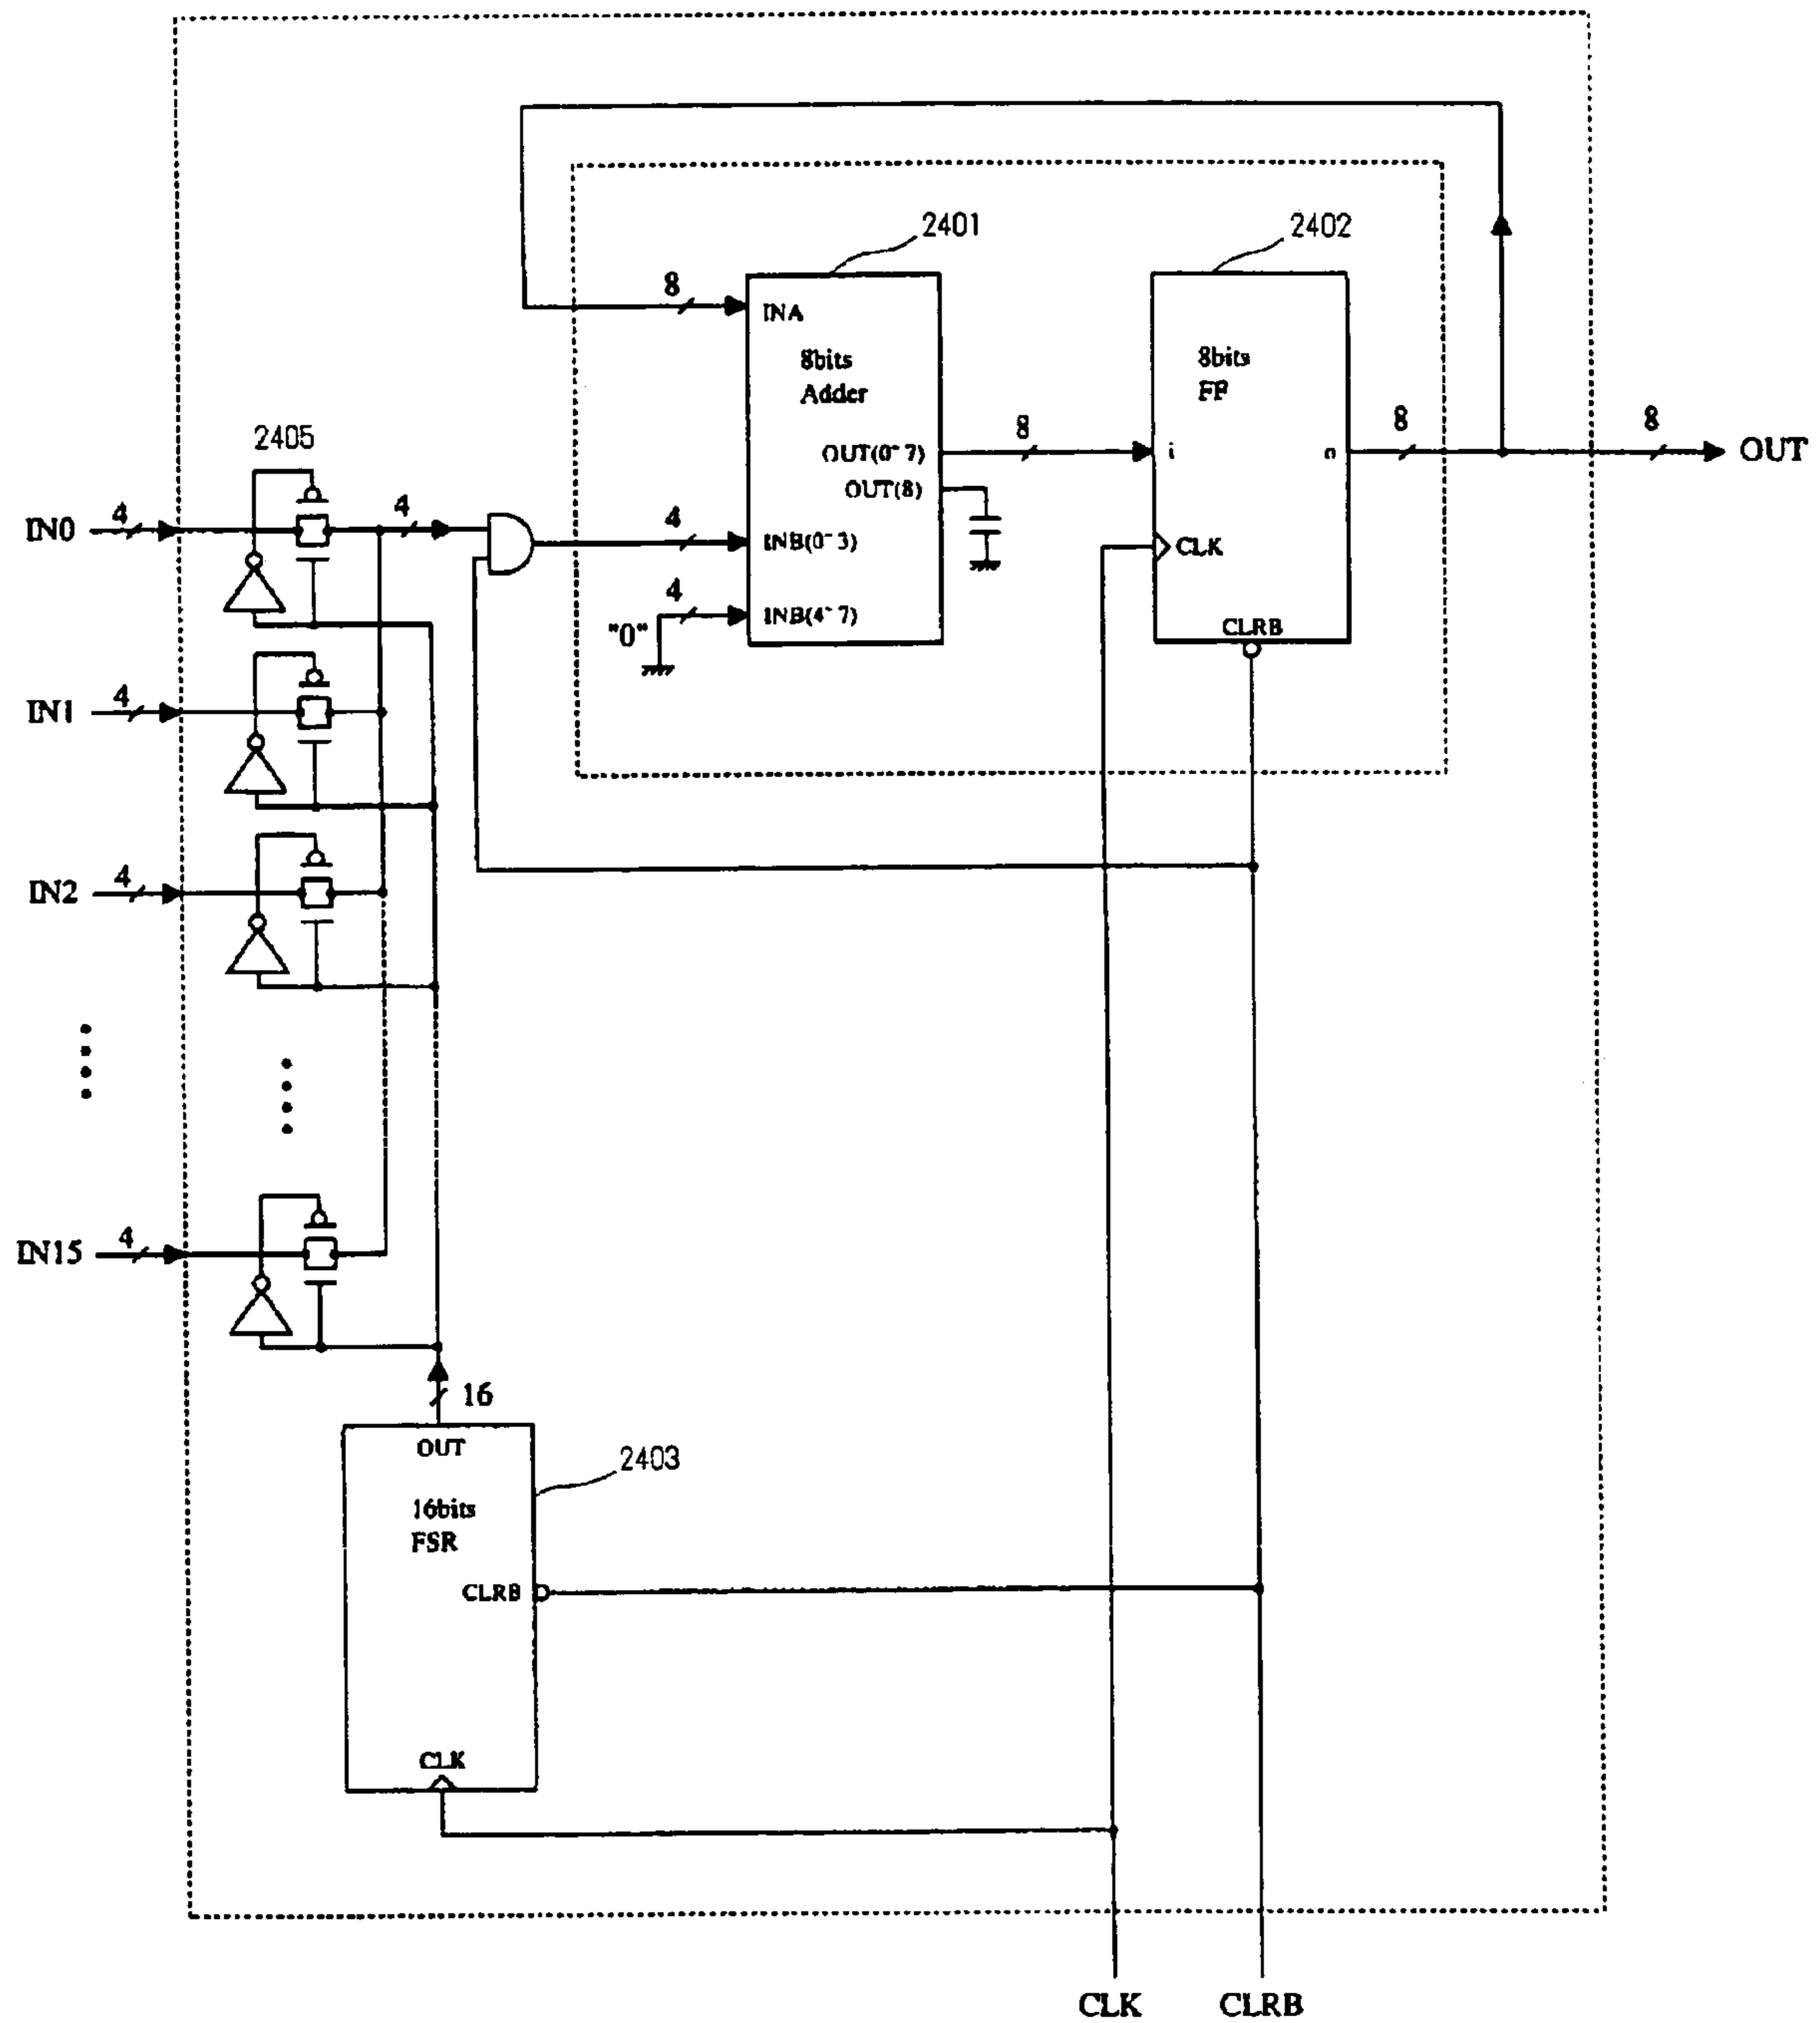 2401
2402
8
INA
8bits
Adder
8bits
FF
2405
OUT(0~7)
8
i
o
8
8
OUT
OUT(8)
IN0
4
4
4
INB(0~3)
CLK
4
"0"
INB(4~7)
CLRB
IN1
4
IN2
4
IN15
4
16
OUT
2403
16bits
FSR
CLRB
CLK
CLK
CLRB